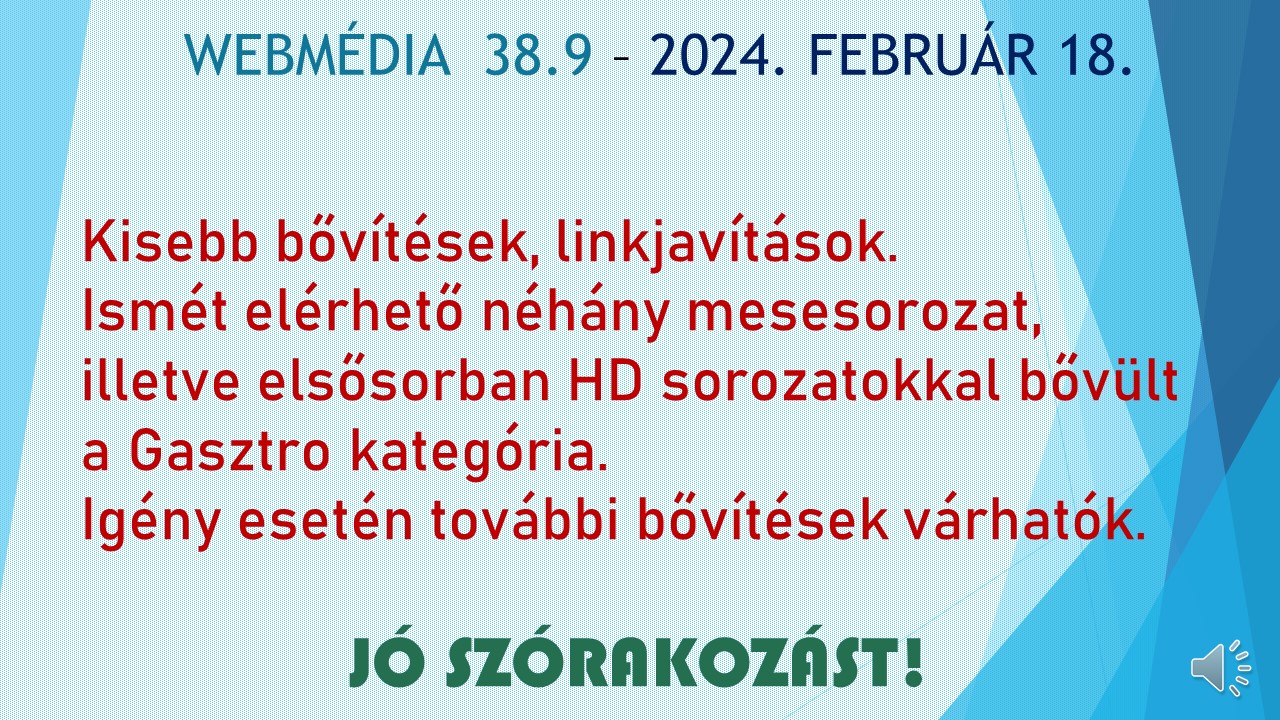 WEBMÉDIA 38.9 - 2024. FEBRUÁR 18.
Kisebb bővítések, linkjavítások.
Ismét elérhető néhány mesesorozat,
illetve elsősorban HD sorozatokkal bővült
a Gasztro kategória.
Igény esetén további bővítések várhatók.
JÓ SZÓRAKOZÁST!